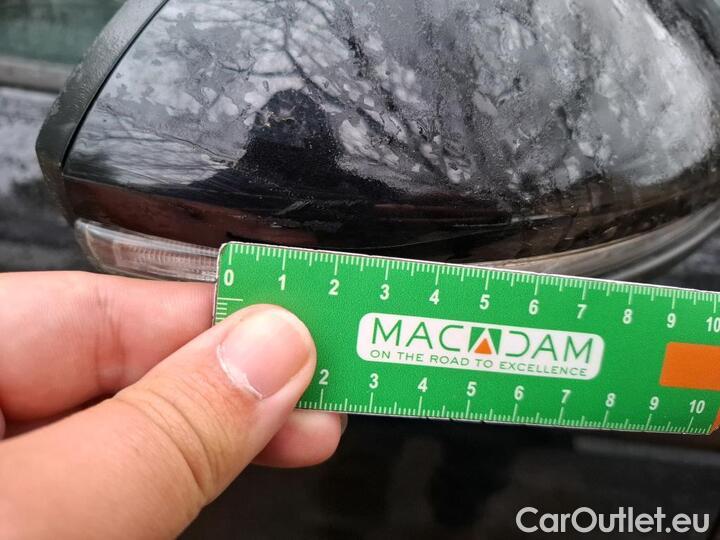 0 1 2 3 4 5 6 7 8 9 10
MACADAM
ON THE ROAD TO EXCELLENCE
2 3 4 5 6 7 8 9 10
CarOutlet.eu